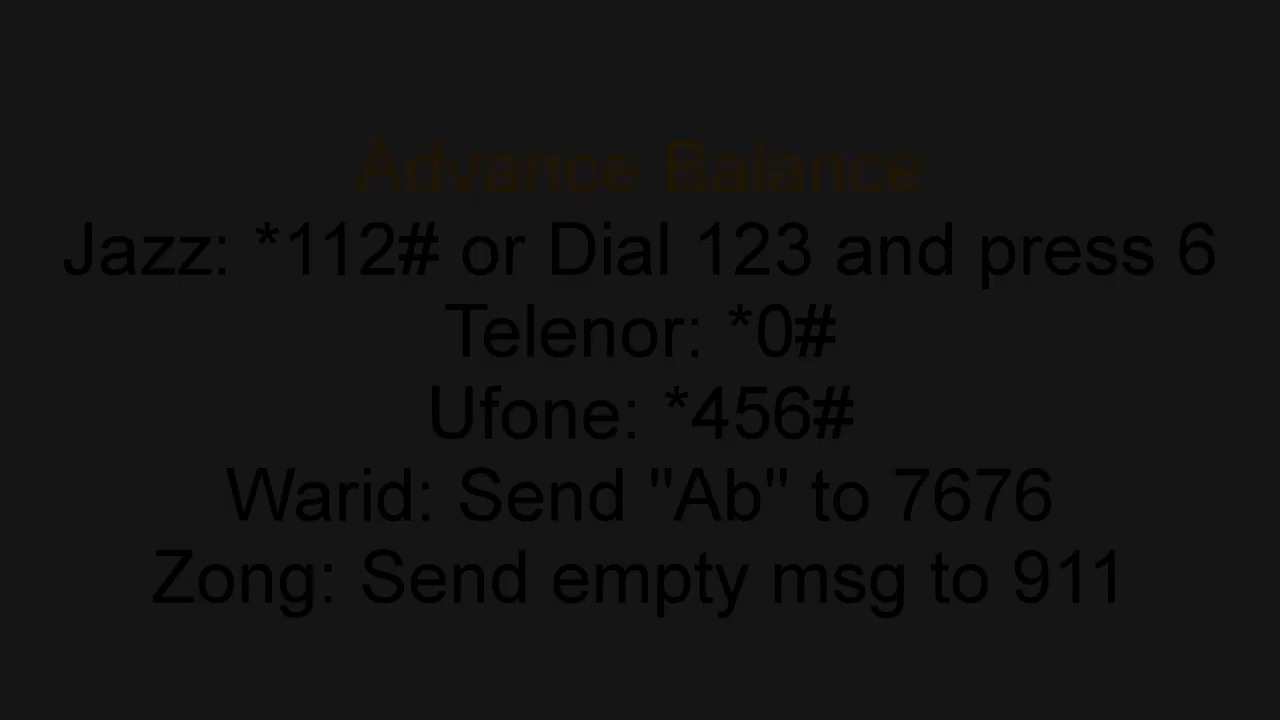 Advance Balance
Jazz: *112# or Dial 123 and press 6
Telenor: *0#
Ufone: *456#
Warid: Send "Ab" to 7676
Zong: Send empty msg to 911